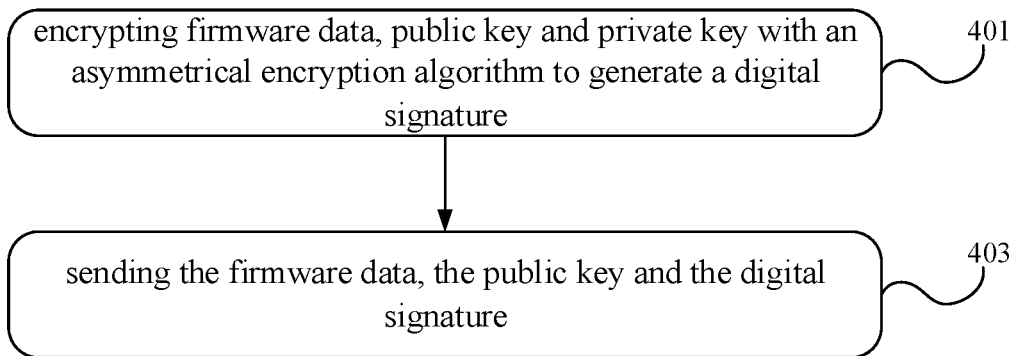 encrypting firmware data, public key and private key with an
asymmetrical encryption algorithm to generate a digital
signature
401
sending the firmware data, the public key and the digital
signature
403